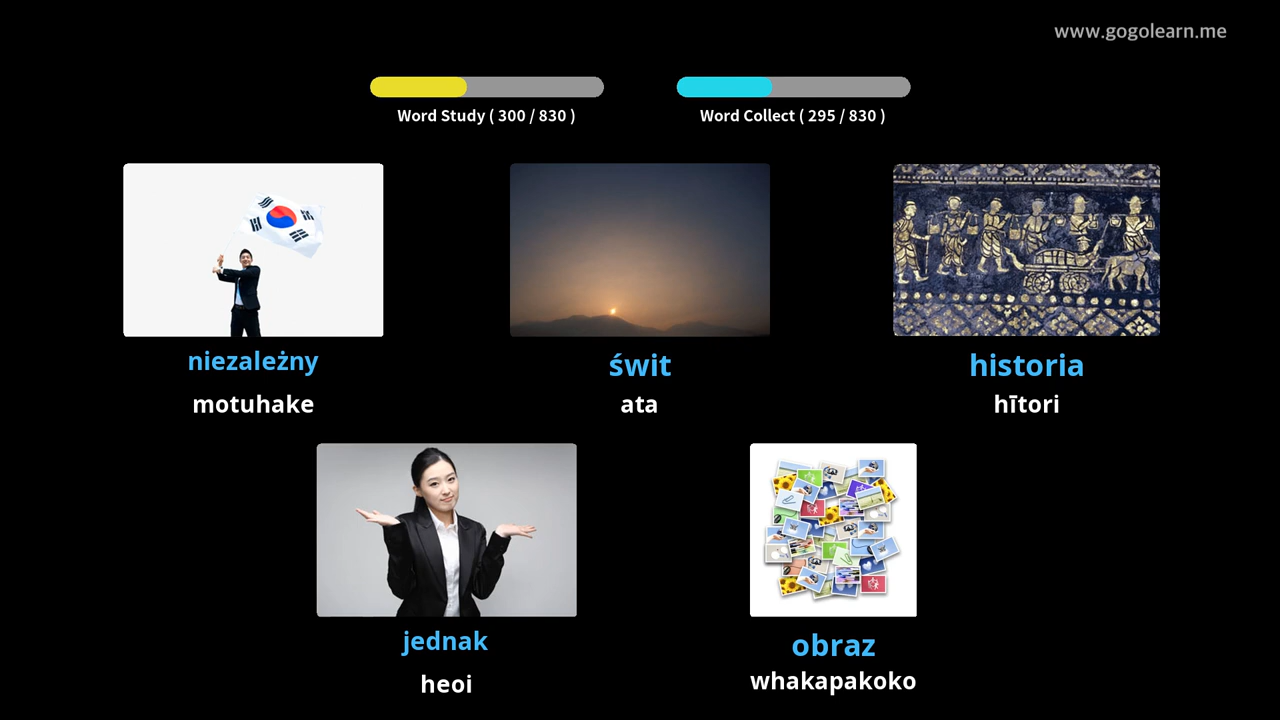 www.gogolearn.me
Word Study ( 300 / 830 )
Word Collect ( 295 / 830 )
niezależny
motuhake
świt
ata
historia
hītori
jednak
heoi
obraz
whakapakoko